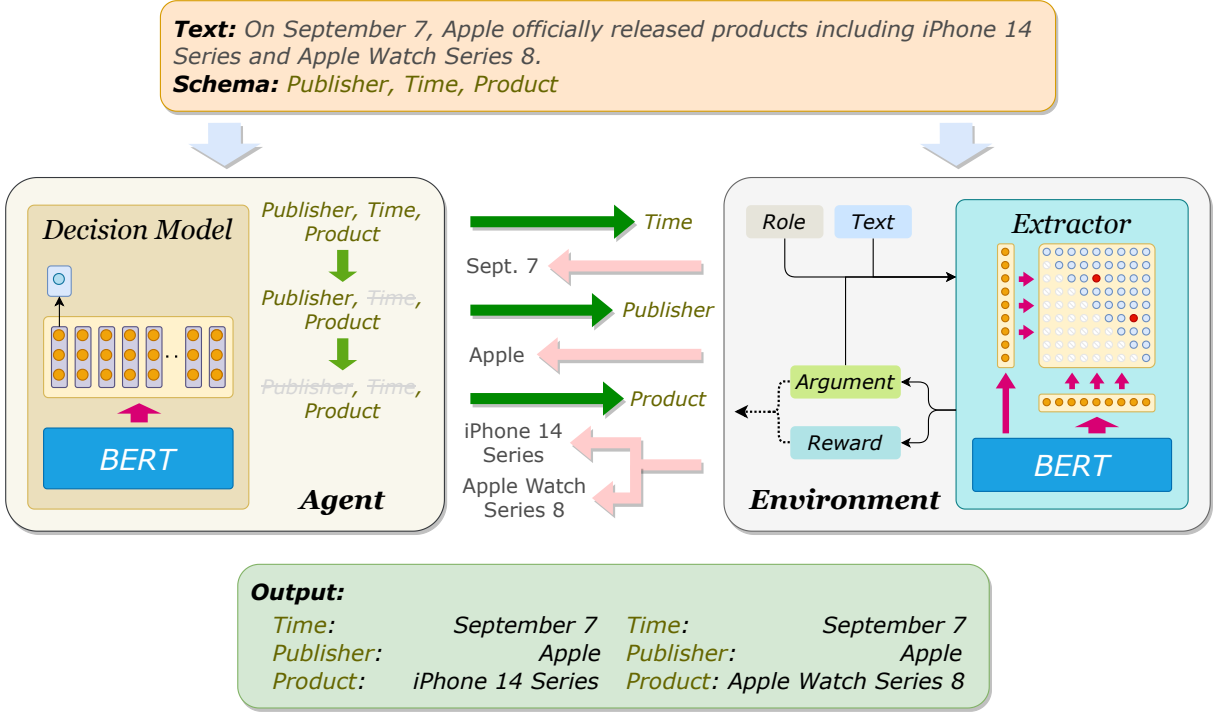 Text: On September 7, Apple officially released products including iPhone 14
Series and Apple Watch Series 8.
Schema: Publisher, Time, Product
Decision Model
BERT
Publisher, Time,
Product
Publisher, Time,
Product
Publisher, Time,
Product
Agent
Time
Sept. 7
Publisher
Apple
Product
iPhone 14
Series
Apple Watch
Series 8
Role
Text
Argument
Reward
Environment
Extractor
BERT
Output:
Time: September 7 Time: September 7
Publisher: Apple Publisher: Apple
Product: iPhone 14 Series Product: Apple Watch Series 8